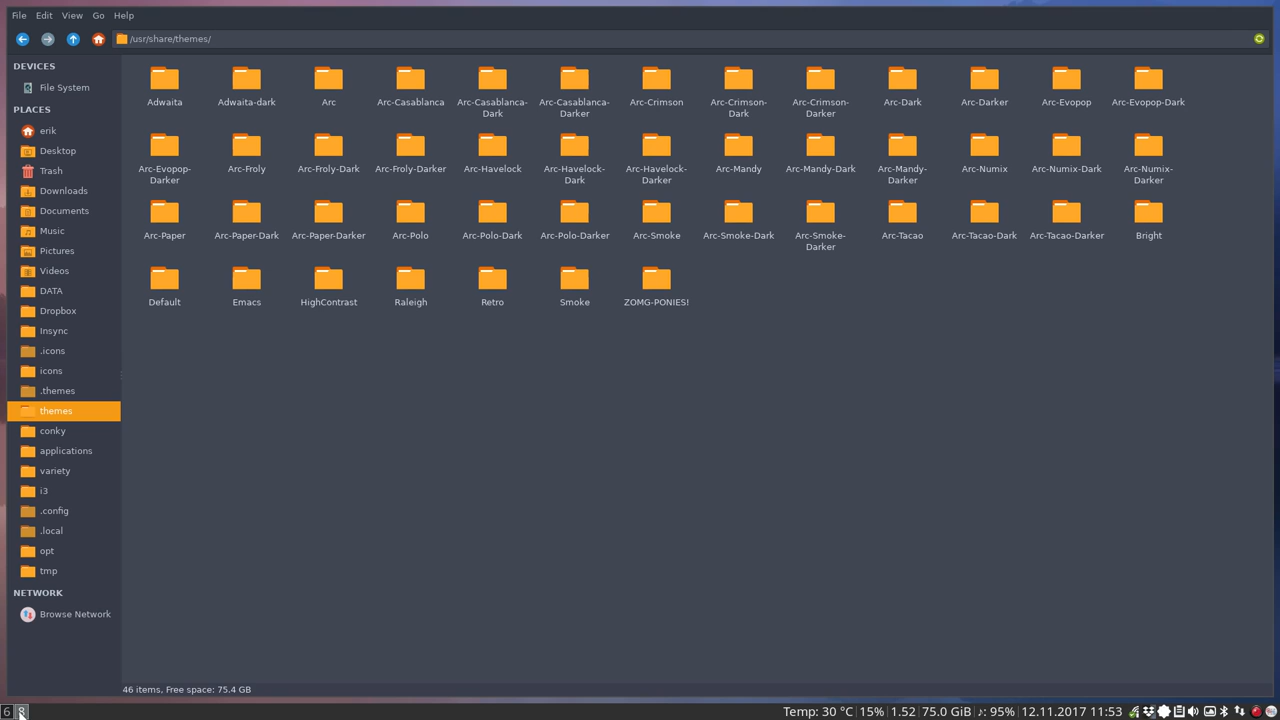 File Edit View Go Help
/usr/share/themes/
DEVICES
File System
PLACES
erik
Desktop
Trash
Downloads
Documents
Music
Pictures
Videos
DATA
Dropbox
Insync
.icons
icons
.themes
themes
conky
applications
variety
i3
.config
.local
opt
tmp
NETWORK
Browse Network
Adwaita Adwaita-dark Arc Arc-Casablanca Arc-Casablanca- Arc-Casablanca- Arc-Crimson Arc-Crimson- Arc-Crimson- Arc-Dark Arc-Darker Arc-Evopop Arc-Evopop-Dark
Dark Darker Dark Darker
Arc-Evopop- Arc-Froly Arc-Froly-Dark Arc-Froly-Darker Arc-Havelock Arc-Havelock- Arc-Havelock- Arc-Mandy Arc-Mandy-Dark Arc-Mandy- Arc-Numix Arc-Numix-Dark Arc-Numix-
Darker Dark Darker Darker Darker
Arc-Paper Arc-Paper-Dark Arc-Paper-Darker Arc-Polo Arc-Polo-Dark Arc-Polo-Darker Arc-Smoke Arc-Smoke-Dark Arc-Smoke- Arc-Tacao Arc-Tacao-Dark Arc-Tacao-Darker Bright
Darker
Default Emacs HighContrast Raleigh Retro Smoke ZOMG-PONIES!
46 items, Free space: 75.4 GB
6 8 Temp: 30 °C 15% 1.52 75.0 GiB ♪: 95% 12.11.2017 11:53